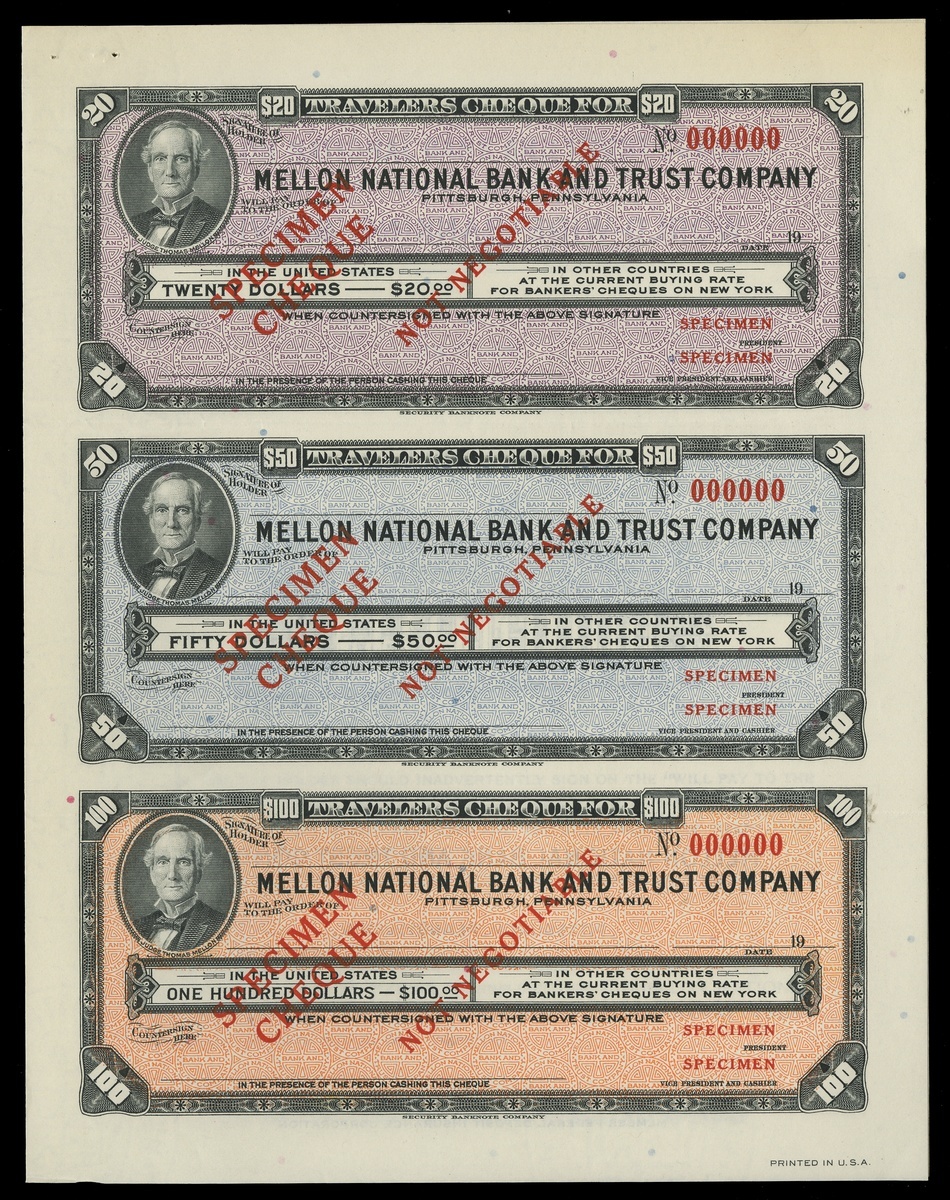 20 $20 TRAVELERS CHEQUE FOR $20 20
SIGNATURE OF
HOLDER
Nº 000000
MELLON NATIONAL BANK AND TRUST COMPANY
PITTSBURGH, PENNSYLVANIA
WILL PAY
TO THE ORDER OF
JUDGE THOMAS MELLON
DATE 19
IN THE UNITED STATES
TWENTY DOLLARS — $20.00
IN OTHER COUNTRIES
AT THE CURRENT BUYING RATE
FOR BANKERS' CHEQUES ON NEW YORK
SPECIMEN
CHEQUE
NOT NEGOTIABLE
WHEN COUNTERSIGNED WITH THE ABOVE SIGNATURE
COUNTERSIGN
HERE
SPECIMEN
PRESIDENT
SPECIMEN
VICE PRESIDENT AND CASHIER
IN THE PRESENCE OF THE PERSON CASHING THIS CHEQUE
20 20
SECURITY BANKNOTE COMPANY
50 $50 TRAVELERS CHEQUE FOR $50 50
SIGNATURE OF
HOLDER
Nº 000000
MELLON NATIONAL BANK AND TRUST COMPANY
PITTSBURGH, PENNSYLVANIA
WILL PAY
TO THE ORDER OF
JUDGE THOMAS MELLON
DATE 19
IN THE UNITED STATES
FIFTY DOLLARS — $50.00
IN OTHER COUNTRIES
AT THE CURRENT BUYING RATE
FOR BANKERS' CHEQUES ON NEW YORK
SPECIMEN
CHEQUE
NOT NEGOTIABLE
WHEN COUNTERSIGNED WITH THE ABOVE SIGNATURE
COUNTERSIGN
HERE
SPECIMEN
PRESIDENT
SPECIMEN
VICE PRESIDENT AND CASHIER
IN THE PRESENCE OF THE PERSON CASHING THIS CHEQUE
50 50
SECURITY BANKNOTE COMPANY
100 $100 TRAVELERS CHEQUE FOR $100 100
SIGNATURE OF
HOLDER
Nº 000000
MELLON NATIONAL BANK AND TRUST COMPANY
PITTSBURGH, PENNSYLVANIA
WILL PAY
TO THE ORDER OF
JUDGE THOMAS MELLON
DATE 19
IN THE UNITED STATES
ONE HUNDRED DOLLARS — $100.00
IN OTHER COUNTRIES
AT THE CURRENT BUYING RATE
FOR BANKERS' CHEQUES ON NEW YORK
SPECIMEN
CHEQUE
NOT NEGOTIABLE
WHEN COUNTERSIGNED WITH THE ABOVE SIGNATURE
COUNTERSIGN
HERE
SPECIMEN
PRESIDENT
SPECIMEN
VICE PRESIDENT AND CASHIER
IN THE PRESENCE OF THE PERSON CASHING THIS CHEQUE
100 100
SECURITY BANKNOTE COMPANY
PRINTED IN U.S.A.